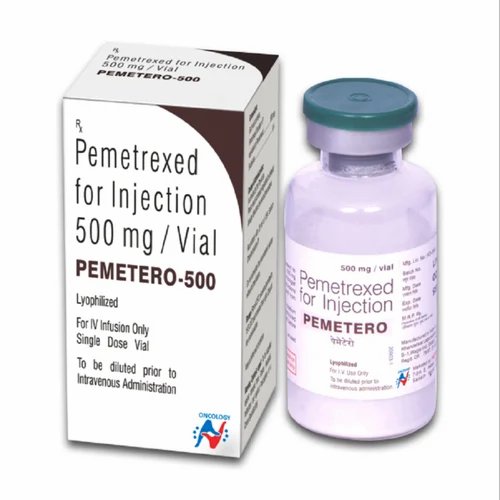 Rx
Pemetrexed for Injection
500 mg / Vial
PEMETERO-500
Rx
Pemetrexed
for Injection
500 mg / Vial
PEMETERO-500
Lyophilized
For IV Infusion Only
Single Dose Vial
To be diluted prior to
Intravenous Administration
ONCOLOGY
500 mg / vial
Pemetrexed
for Injection
PEMETERO
पेमेटेरो
Lyophilized
For I.V Use Only
To be diluted prior to
Intravenous administration